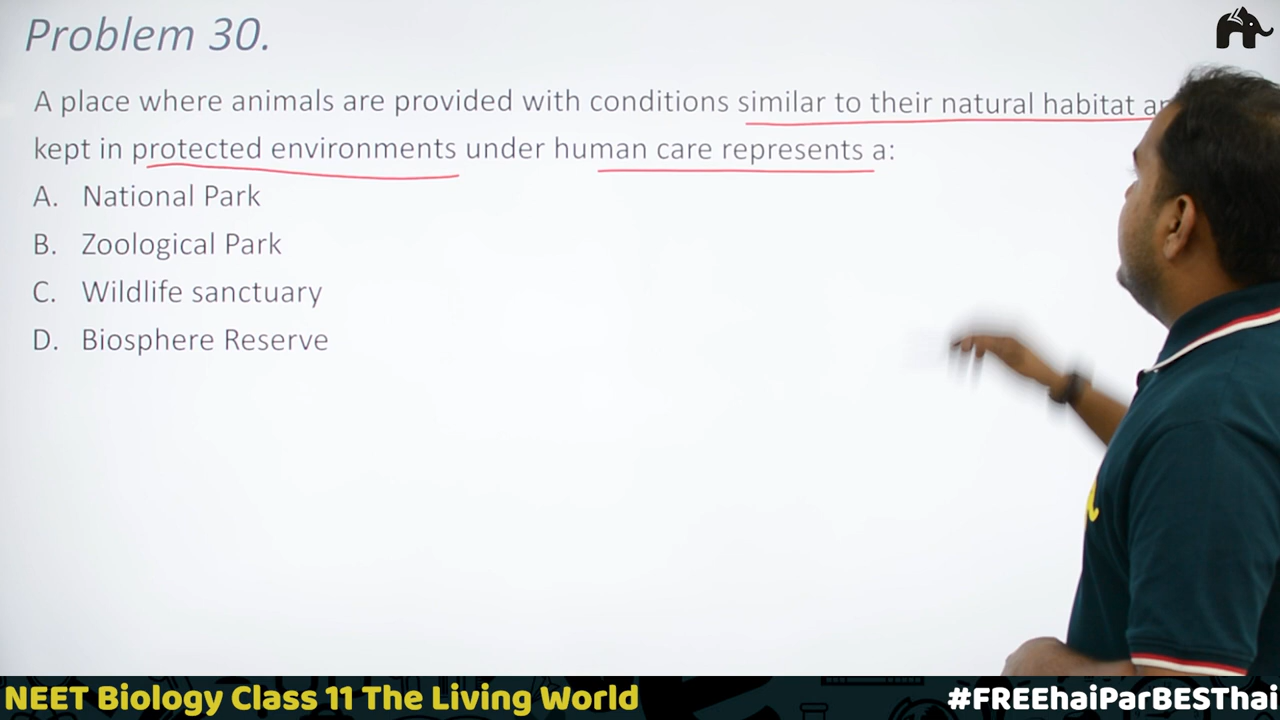 Problem 30.
A place where animals are provided with conditions similar to their natural habitat
kept in protected environments under human care represents a:
A. National Park
B. Zoological Park
C. Wildlife sanctuary
D. Biosphere Reserve
NEET Biology Class 11 The Living World
#FREEhaiParBESThai